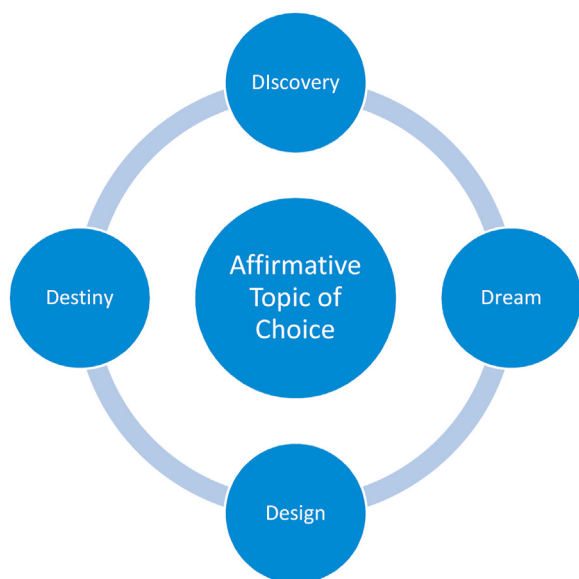 DIscovery
Affirmative
Topic of
Choice
Destiny
Dream
Design